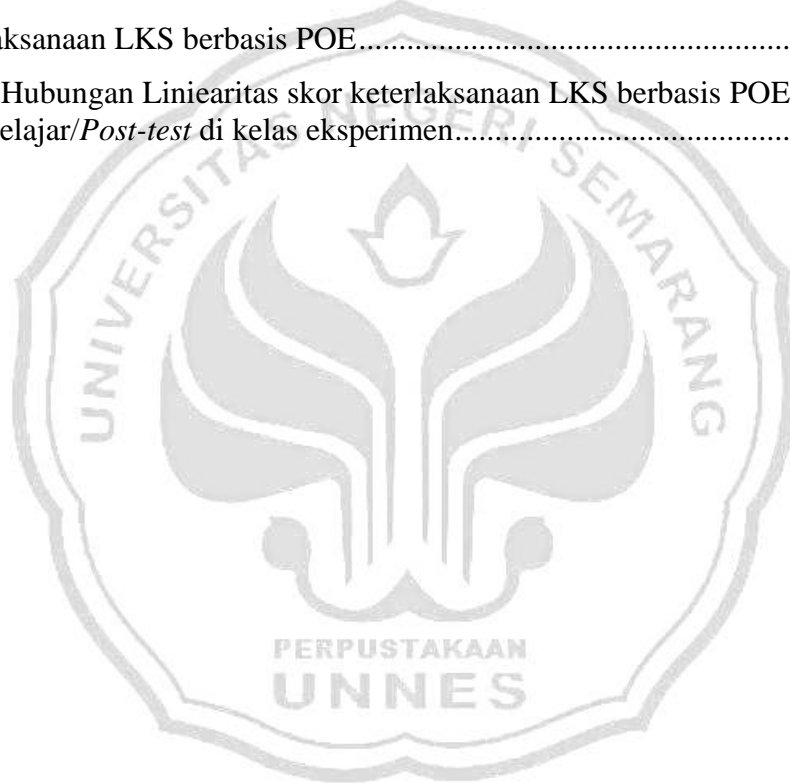 aksanaan LKS berbasis POE.......................................................
Hubungan Liniearitas skor keterlaksanaan LKS berbasis POE
elajar/Post-test di kelas eksperimen...........................................
UNIVERSITAS NEGERI SEMARANG
PERPUSTAKAAN
UNNES